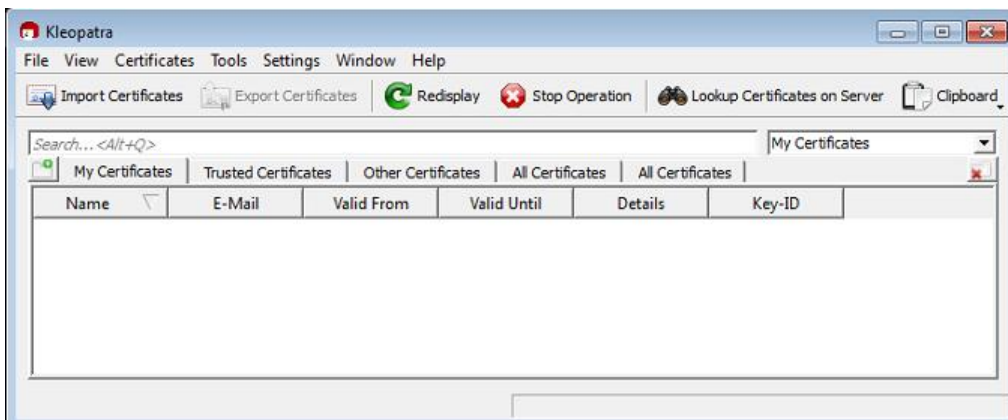 Kleopatra
File View Certificates Tools Settings Window Help
Import Certificates Export Certificates Redisplay Stop Operation Lookup Certificates on Server Clipboard
Search...<Alt+Q> My Certificates
My Certificates Trusted Certificates Other Certificates All Certificates All Certificates
Name E-Mail Valid From Valid Until Details Key-ID